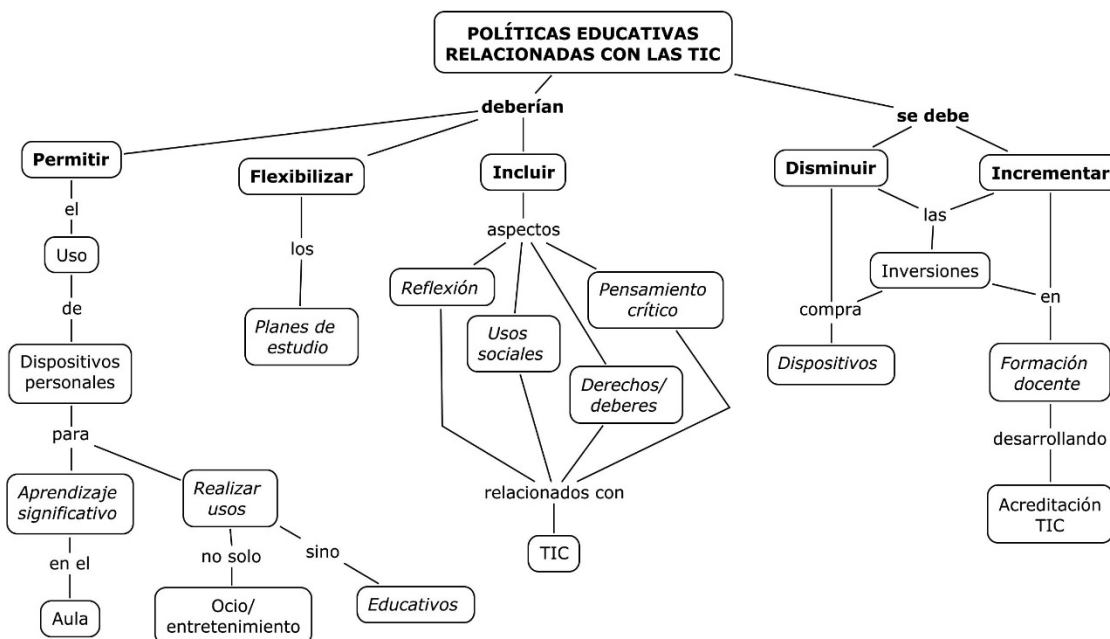 POLÍTICAS EDUCATIVAS
RELACIONADAS CON LAS TIC
deberían
se debe
Permitir
Flexibilizar
Incluir
Disminuir
Incrementar
el
los
aspectos
las
Uso
Reflexión
Pensamiento
crítico
Inversiones
de
Planes de
estudio
Usos
sociales
compra
en
Dispositivos
personales
Derechos/
deberes
Dispositivos
Formación
docente
para
desarrollando
Aprendizaje
significativo
Realizar
usos
relacionados con
Acreditación
TIC
en el
no solo
sino
TIC
Aula
Ocio/
entretenimiento
Educativos